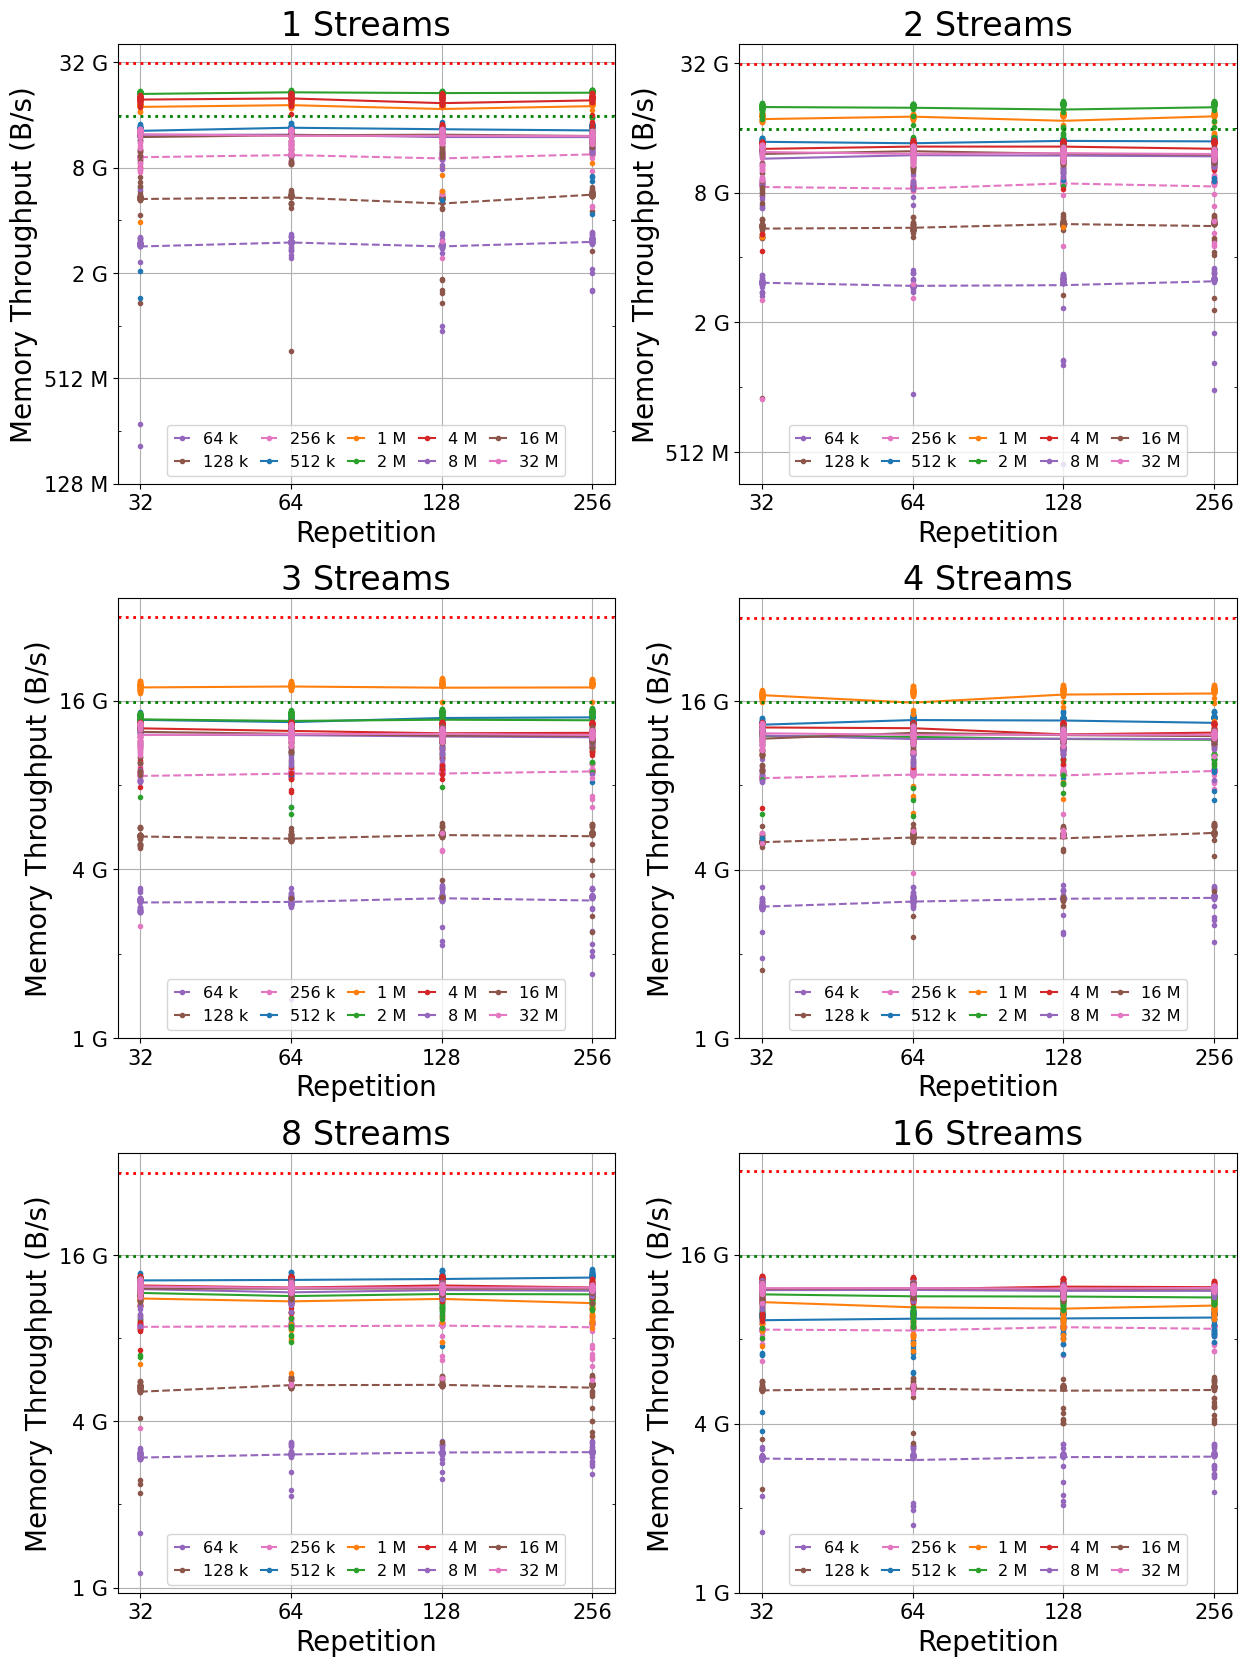 1 Streams
Memory Throughput (B/s)
32 G
8 G
2 G
512 M
128 M
64 k 256 k 1 M 4 M 16 M
128 k 512 k 2 M 8 M 32 M
32 64 128 256
Repetition
2 Streams
Memory Throughput (B/s)
32 G
8 G
2 G
512 M
64 k 256 k 1 M 4 M 16 M
128 k 512 k 2 M 8 M 32 M
32 64 128 256
Repetition
3 Streams
Memory Throughput (B/s)
16 G
4 G
1 G
64 k 256 k 1 M 4 M 16 M
128 k 512 k 2 M 8 M 32 M
32 64 128 256
Repetition
4 Streams
Memory Throughput (B/s)
16 G
4 G
1 G
64 k 256 k 1 M 4 M 16 M
128 k 512 k 2 M 8 M 32 M
32 64 128 256
Repetition
8 Streams
Memory Throughput (B/s)
16 G
4 G
1 G
64 k 256 k 1 M 4 M 16 M
128 k 512 k 2 M 8 M 32 M
32 64 128 256
Repetition
16 Streams
Memory Throughput (B/s)
16 G
4 G
1 G
64 k 256 k 1 M 4 M 16 M
128 k 512 k 2 M 8 M 32 M
32 64 128 256
Repetition